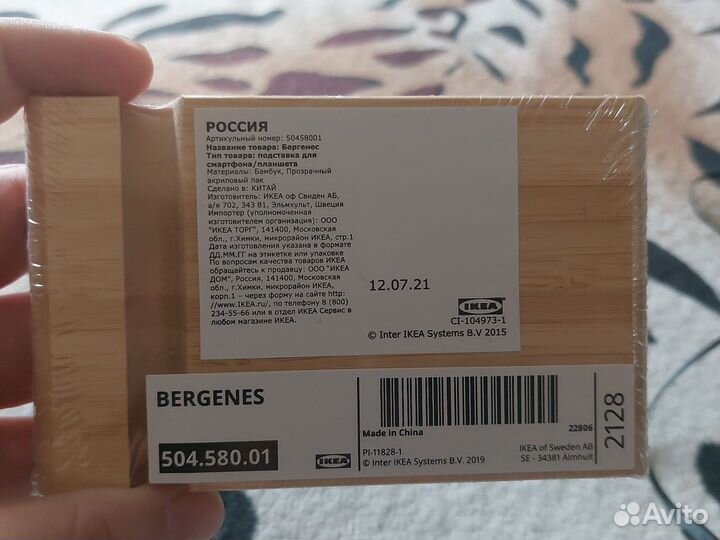 РОССИЯ
Артикульный номер: 50458001
Название товара: Бергенес
Тип товара: подставка для
смартфона/планшета
Материалы: Бамбук, Прозрачный
акриловый лак
Сделано в: КИТАЙ
Изготовитель: ИКЕА оф Свиден АБ,
а/я 702, 343 81, Эльмхульт, Швеция
Импортер (уполномоченная
изготовителем организация): ООО
"ИКЕА ТОРГ", 141400, Московская
обл., г.Химки, микрорайон ИКЕА, стр.1
Дата изготовления указана в формате
ДД.ММ.ГГ на этикетке или упаковке
По вопросам качества товаров ИКЕА
обращайтесь к продавцу: ООО "ИКЕА
ДОМ", Россия, 141400, Московская
обл., г.Химки, микрорайон ИКЕА,
корп.1 – через форму на сайте http:
//www.IKEA.ru/, по телефону 8 (800)
234-55-66 или в отдел ИКЕА Сервис в
любом магазине ИКЕА.
12.07.21
IKEA
CI-104973-1
© Inter IKEA Systems B.V 2015
BERGENES
504.580.01
IKEA
Made in China
22806
PI-11828-1
© Inter IKEA Systems B.V. 2019
IKEA of Sweden AB
SE - 34381 Älmhult
2128
Avito